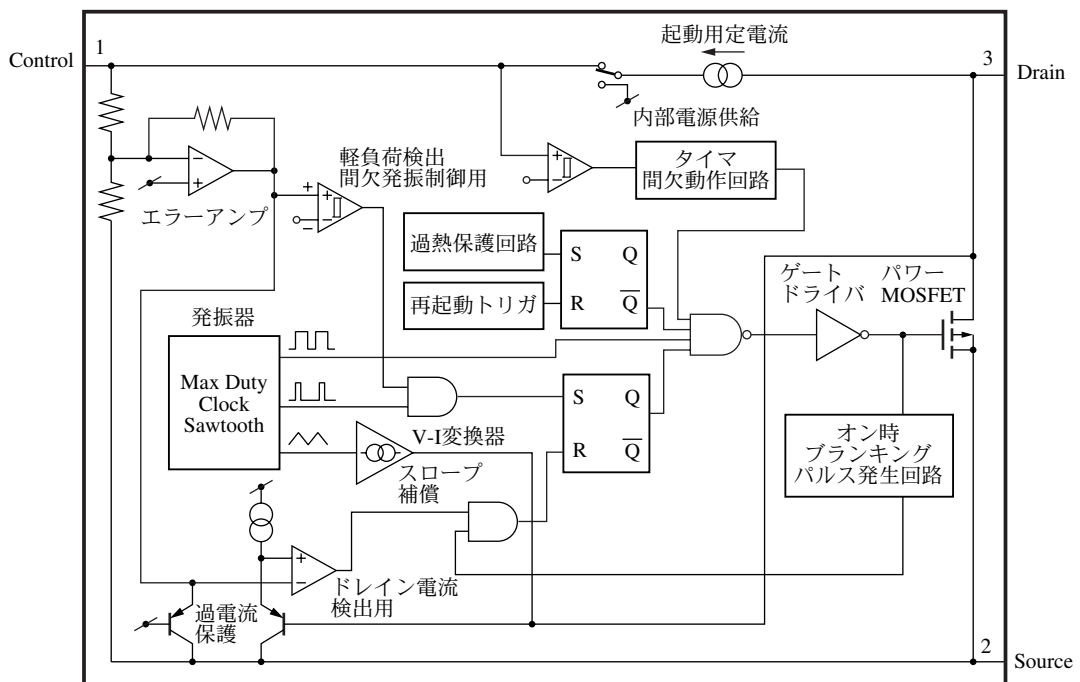 起動用定電流
1
3
Control
Drain
内部電源供給
軽負荷検出
間欠発振制御用
タイマ
間欠動作回路
−
+
+
−
+
−
+
−
エラーアンプ
過熱保護回路
S Q
再起動トリガ
R Q
ゲート
ドライバ
パワー
MOSFET
発振器
Max Duty
Clock
Sawtooth
S Q
R Q
V-I変換器
スロープ
補償
オン時
ブランキング
パルス発生回路
+
−
ドレイン電流
検出用
過電流
保護
2
Source